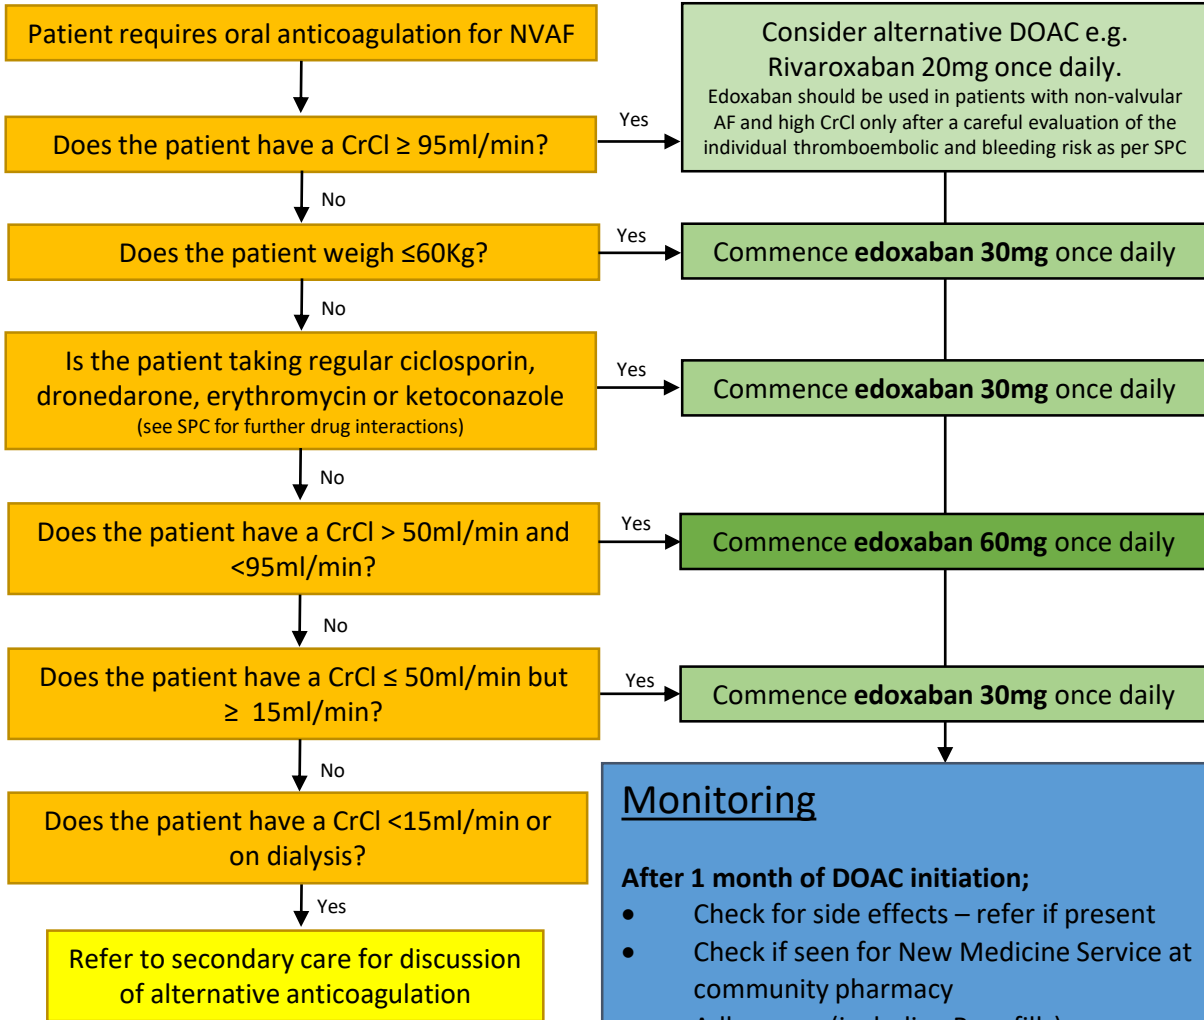 Patient requires oral anticoagulation for NVAF
Does the patient have a CrCl ≥ 95ml/min?
Yes
Consider alternative DOAC e.g.
Rivaroxaban 20mg once daily.
Edoxaban should be used in patients with non-valvular
AF and high CrCl only after a careful evaluation of the
individual thromboembolic and bleeding risk as per SPC
No
Does the patient weigh ≤60Kg?
Yes
Commence edoxaban 30mg once daily
No
Is the patient taking regular ciclosporin,
dronedarone, erythromycin or ketoconazole
(see SPC for further drug interactions)
Yes
Commence edoxaban 30mg once daily
No
Does the patient have a CrCl > 50ml/min and
<95ml/min?
Yes
Commence edoxaban 60mg once daily
No
Does the patient have a CrCl ≤ 50ml/min but
≥ 15ml/min?
Yes
Commence edoxaban 30mg once daily
No
Does the patient have a CrCl <15ml/min or
on dialysis?
Yes
Refer to secondary care for discussion
of alternative anticoagulation
Monitoring
After 1 month of DOAC initiation;
• Check for side effects – refer if present
• Check if seen for New Medicine Service at
community pharmacy